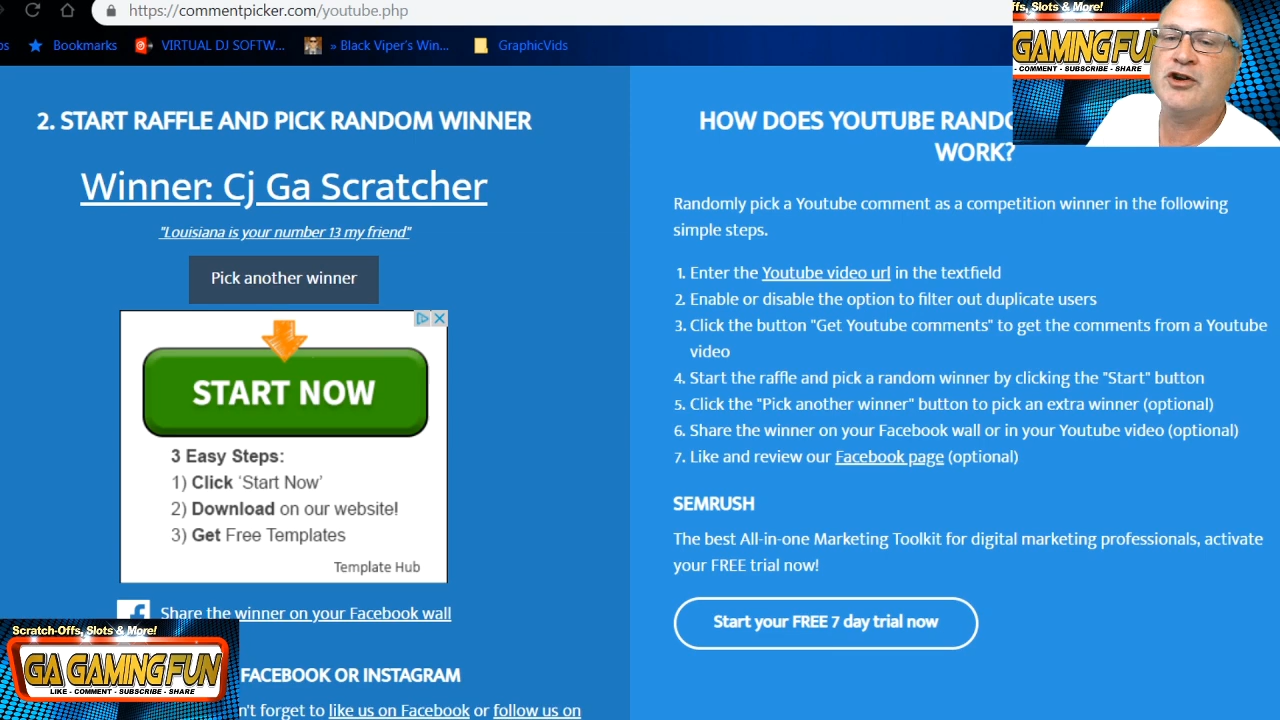 https://commentpicker.com/youtube.php
Bookmarks
VIRTUAL DJ SOFTW...
» Black Viper's Win...
GraphicVids
ffs, Slots & More!
GAMINGFUN
- COMMENT - SUBSCRIBE - SHARE
2. START RAFFLE AND PICK RANDOM WINNER
Winner: Cj Ga Scratcher
"Louisiana is your number 13 my friend"
Pick another winner
START NOW
3 Easy Steps:
1) Click 'Start Now'
2) Download on our website!
3) Get Free Templates
Template Hub
Share the winner on your Facebook wall
Scratch-Offs, Slots & More!
GA GAMINGFUN
LIKE - COMMENT - SUBSCRIBE - SHARE
FACEBOOK OR INSTAGRAM
n't forget to like us on Facebook or follow us on
HOW DOES YOUTUBE RANDO
WORK?
Randomly pick a Youtube comment as a competition winner in the following
simple steps.
1. Enter the Youtube video url in the textfield
2. Enable or disable the option to filter out duplicate users
3. Click the button "Get Youtube comments" to get the comments from a Youtube
video
4. Start the raffle and pick a random winner by clicking the "Start" button
5. Click the "Pick another winner" button to pick an extra winner (optional)
6. Share the winner on your Facebook wall or in your Youtube video (optional)
7. Like and review our Facebook page (optional)
SEMRUSH
The best All-in-one Marketing Toolkit for digital marketing professionals, activate
your FREE trial now!
Start your FREE 7 day trial now